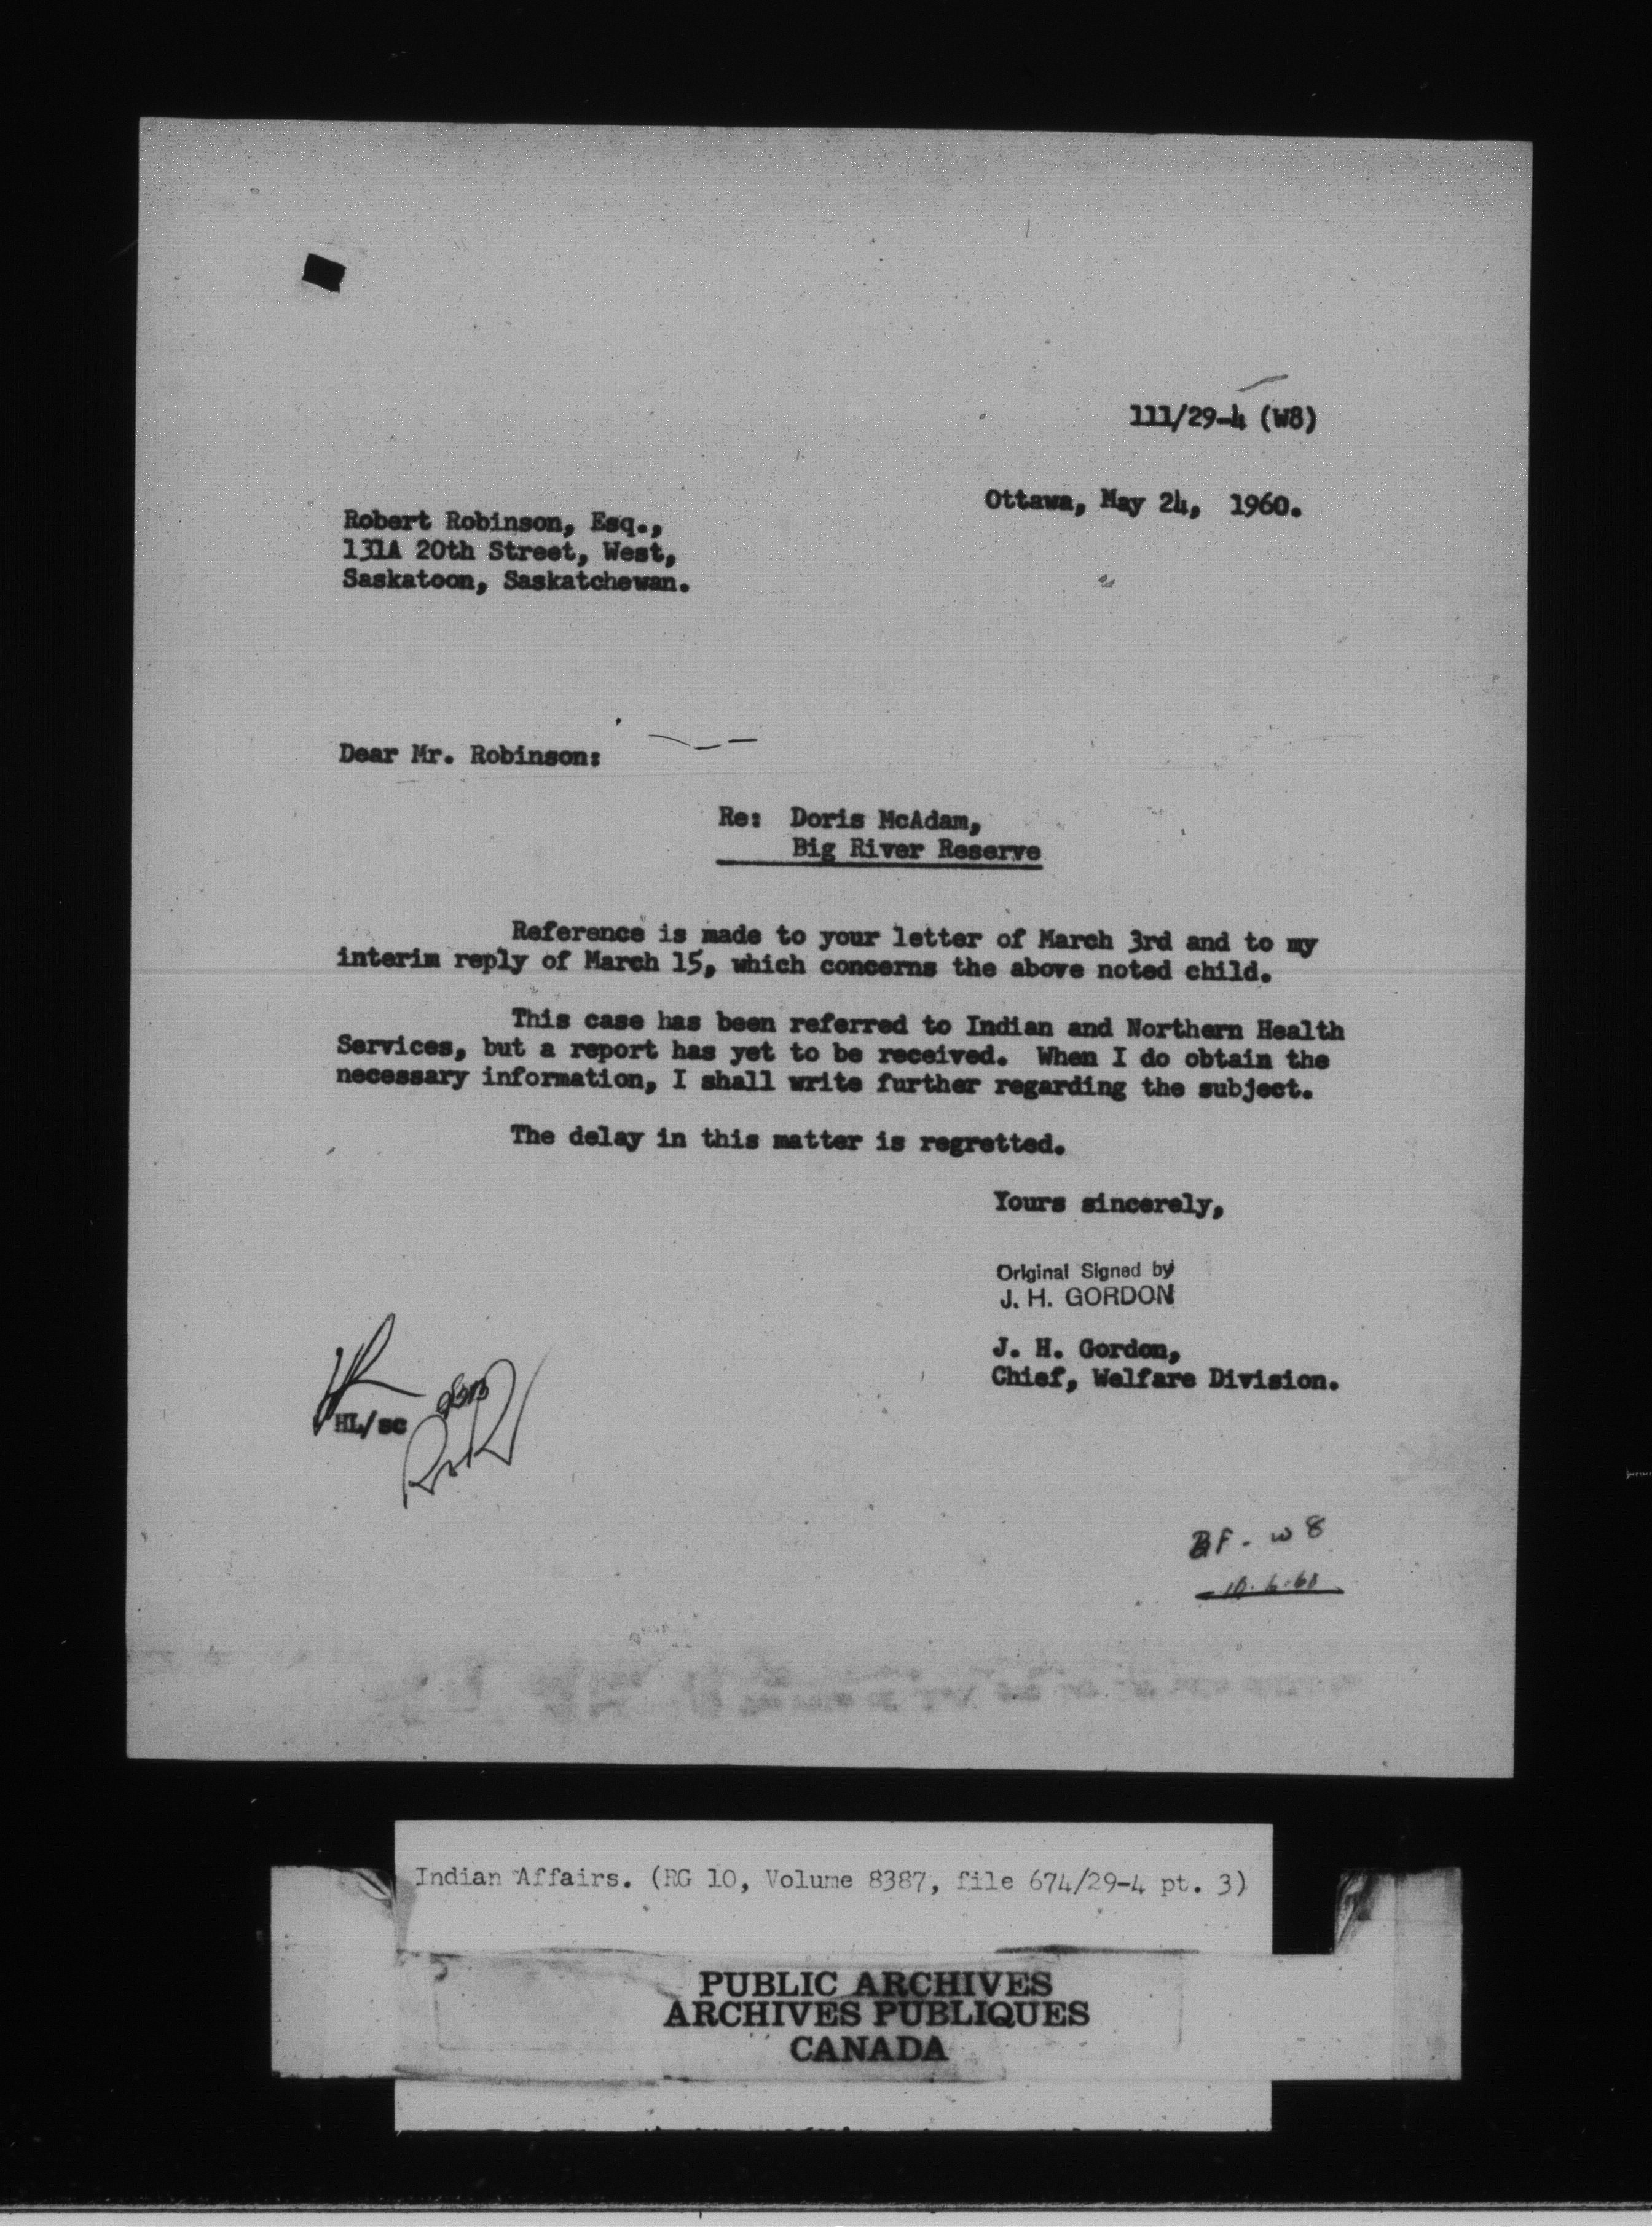 111/29-4 (W8)
Ottawa, May 24, 1960.
Robert Robinson, Esq.,
131A 20th Street, West,
Saskatoon, Saskatchewan.
Dear Mr. Robinson:
Re: Doris McAdam,
Big River Reserve
Reference is made to your letter of March 3rd and to my
interim reply of March 15, which concerns the above noted child.
This case has been referred to Indian and Northern Health
Services, but a report has yet to be received. When I do obtain the
necessary information, I shall write further regarding the subject.
The delay in this matter is regretted.
Yours sincerely,
Original Signed by
J. H. GORDON
J. H. Gordon,
Chief, Welfare Division.
HL/sc
BF - W8
10.6.60
Indian Affairs. (RG 10, Volume 8387, file 674/29-4 pt. 3)
PUBLIC ARCHIVES
ARCHIVES PUBLIQUES
CANADA